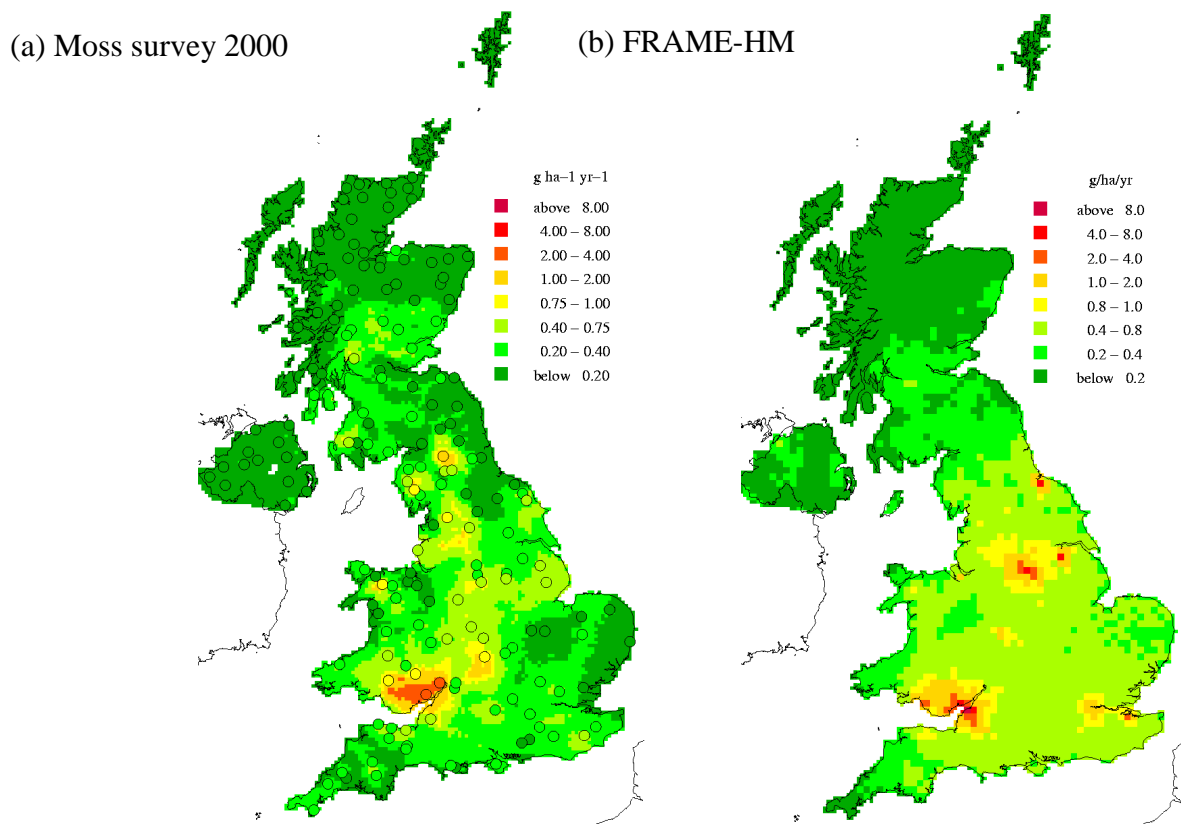 (a) Moss survey 2000
(b) FRAME-HM
g ha−1 yr−1
above 8.00
4.00 − 8.00
2.00 − 4.00
1.00 − 2.00
0.75 − 1.00
0.40 − 0.75
0.20 − 0.40
below 0.20
g/ha/yr
above 8.0
4.0 − 8.0
2.0 − 4.0
1.0 − 2.0
0.8 − 1.0
0.4 − 0.8
0.2 − 0.4
below 0.2